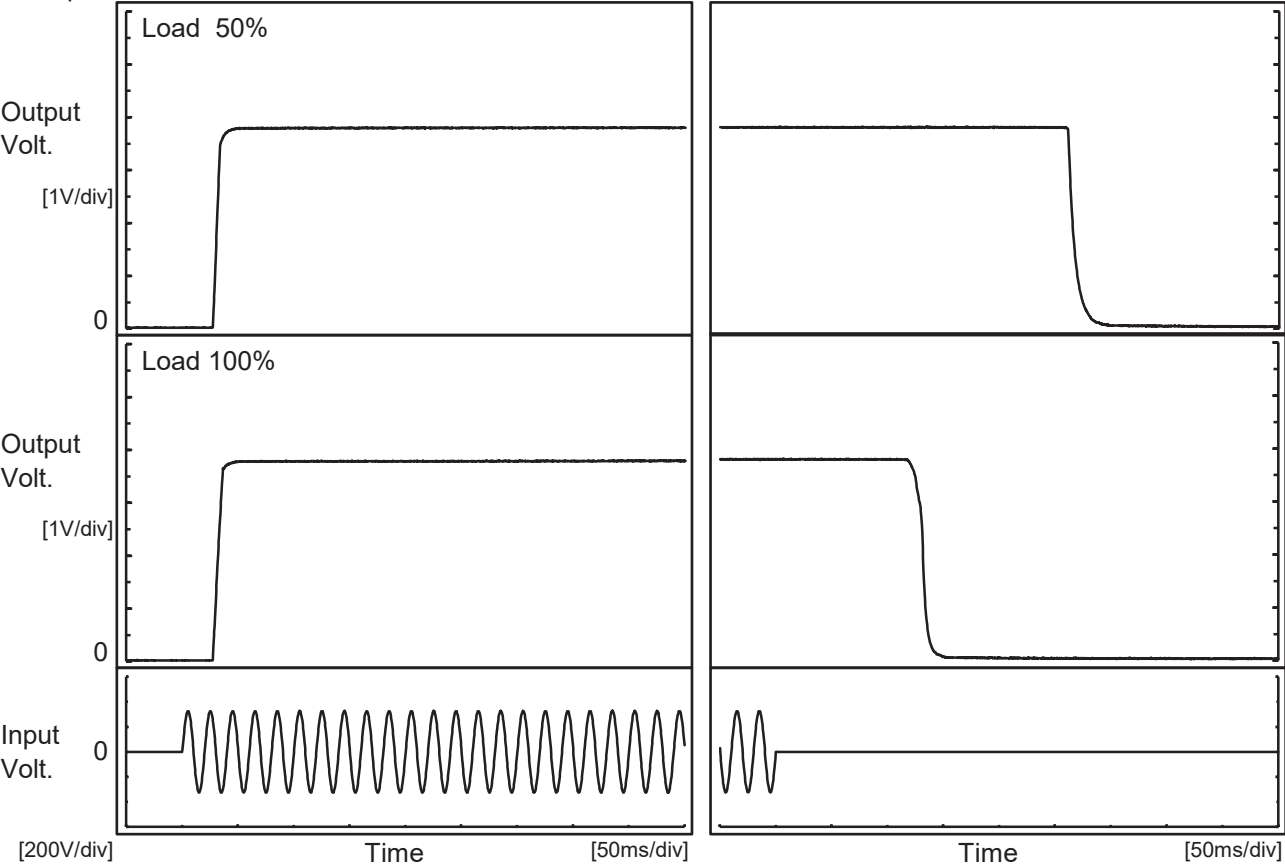 Load 50%
Output
Volt.
[1V/div]
0
Load 100%
Output
Volt.
[1V/div]
0
Input
Volt.
0
[200V/div]
Time
[50ms/div]
Time
[50ms/div]